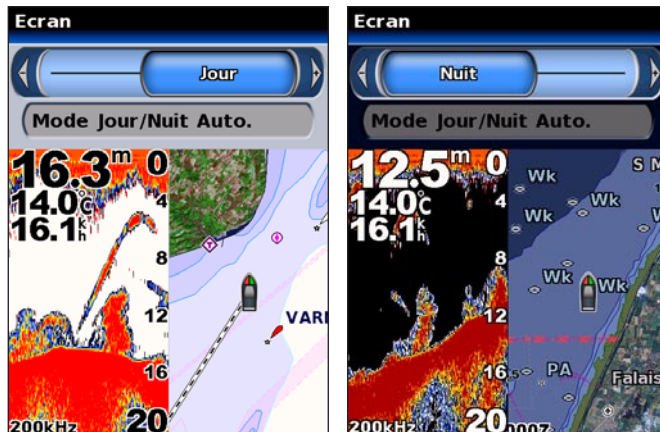 Ecran
Jour
Mode Jour/Nuit Auto.
16.3 m
14.0°C
16.1 k/h
0
4
8
12
16
20
200kHz
Ecran
Nuit
Mode Jour/Nuit Auto.
12.5 m
14.0°C
16.1 k/h
0
4
8
12
16
20
200kHz
S M
Wk
Wk
Wk
Wk
Wk
Wk
PA
Falais